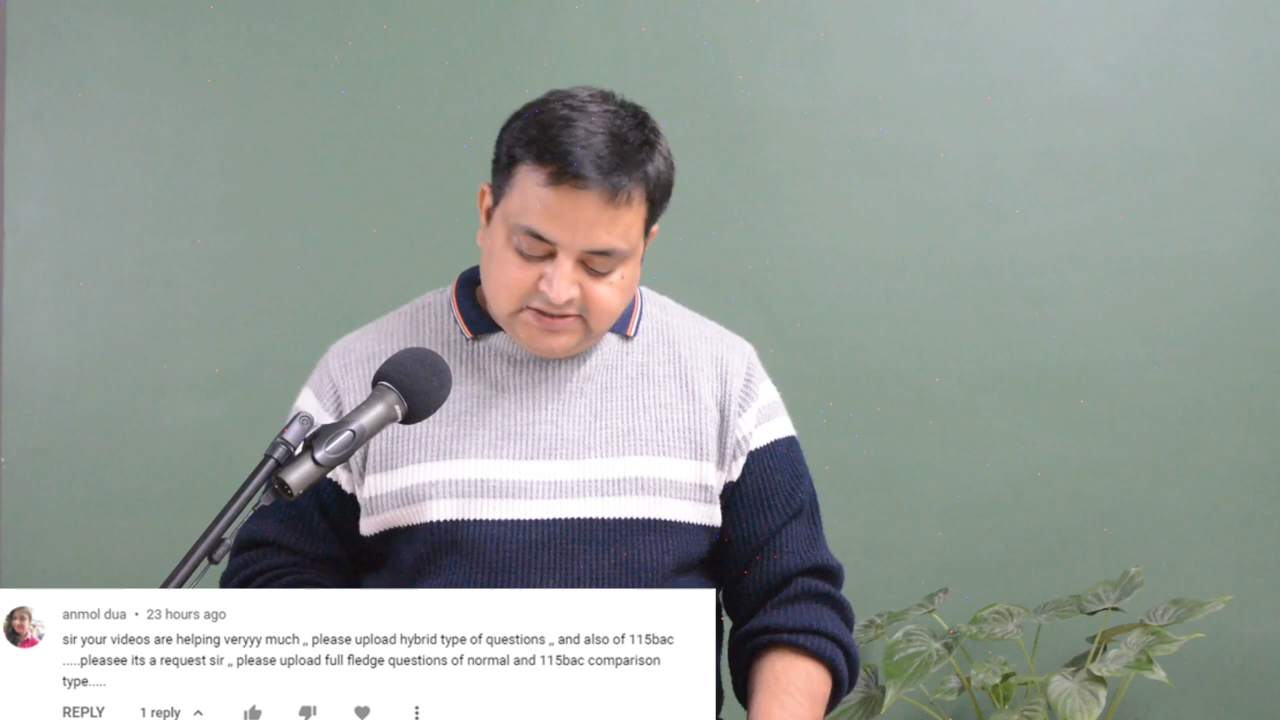 anmol dua • 23 hours ago
sir your videos are helping veryyy much ,, please upload hybrid type of questions ,, and also of 115bac
.....pleasee its a request sir ,, please upload full fledge questions of normal and 115bac comparison
type.....
REPLY 1 reply